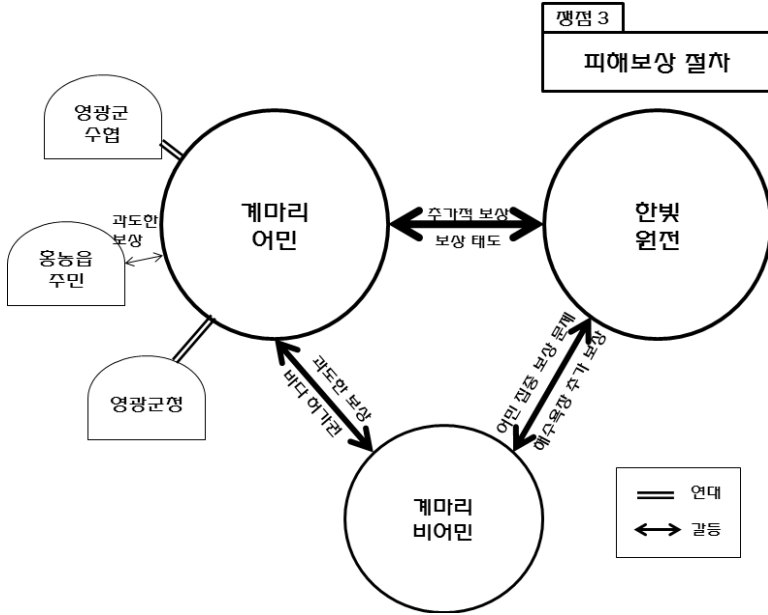 쟁점 3
피해보상 절차
영광군
수협
계마리
어민
한빛
원전
추가적 보상
보상 태도
과도한
보상
홍농읍
주민
영광군청
과도한 보상
바다 허가권
어민 집중 보상 문제
해수욕장 추가 보상
계마리
비어민
연대
갈등